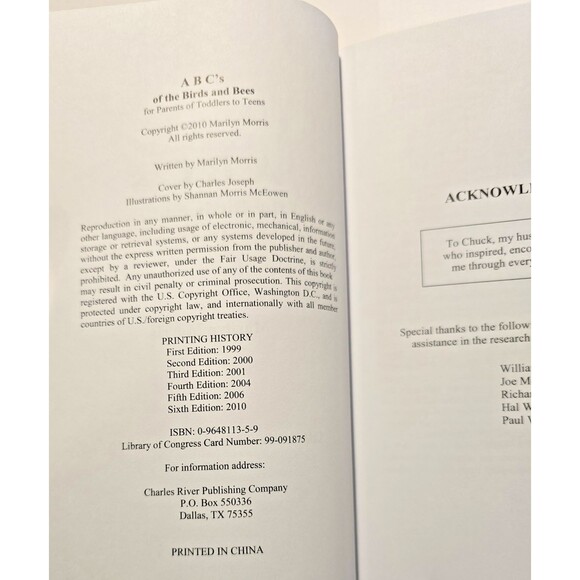 A B C's
of the Birds and Bees
for Parents of Toddlers to Teens
Copyright ©2010 Marilyn Morris
All rights reserved.
Written by Marilyn Morris
Cover by Charles Joseph
Illustrations by Shannan Morris McEowen
Reproduction in any manner, in whole or in part, in English or any
other language, including usage of electronic, mechanical, information
storage or retrieval systems, or any systems developed in the future,
without the express written permission from the publisher and author,
except by a reviewer, under the Fair Usage Doctrine, is strictly
prohibited. Any unauthorized use of any of the contents of this book
may result in civil penalty or criminal prosecution. This copyright is
registered with the U.S. Copyright Office, Washington D.C., and is
protected under copyright law, and internationally with all member
countries of U.S./foreign copyright treaties.
PRINTING HISTORY
First Edition: 1999
Second Edition: 2000
Third Edition: 2001
Fourth Edition: 2004
Fifth Edition: 2006
Sixth Edition: 2010
ISBN: 0-9648113-5-9
Library of Congress Card Number: 99-091875
For information address:
Charles River Publishing Company
P.O. Box 550336
Dallas, TX 75355
PRINTED IN CHINA
ACKNOWL
To Chuck, my hus
who inspired, enco
me through every
Special thanks to the follow
assistance in the research
Willia
Joe M
Richar
Hal W
Paul